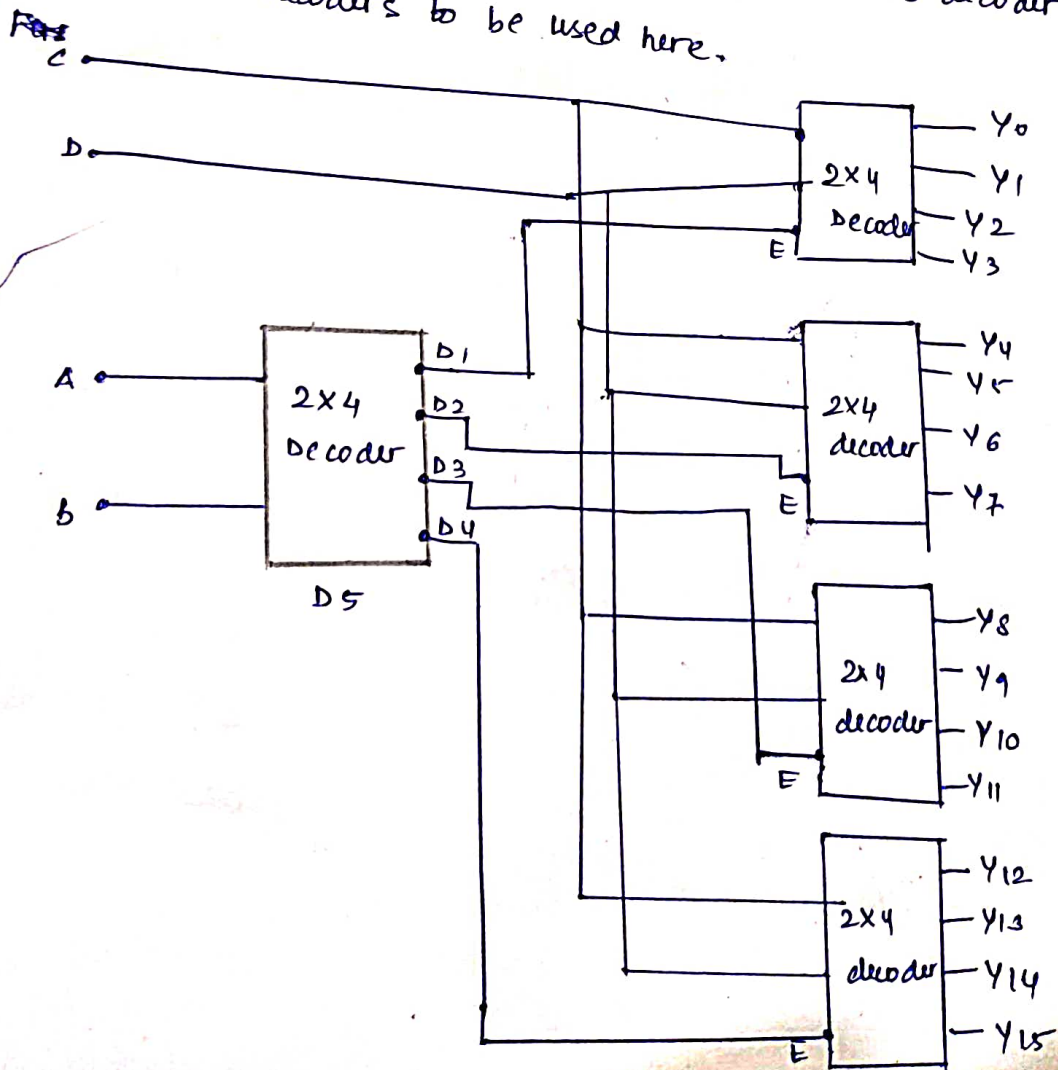 to be used here.
C
D
2x4
Decoder
E
Y0
Y1
Y2
Y3
A
B
2x4
Decoder
D1
D2
D3
D4
D5
2x4
decoder
E
Y4
Y5
Y6
Y7
2x4
decoder
E
Y8
Y9
Y10
Y11
2x4
decoder
E
Y12
Y13
Y14
Y15